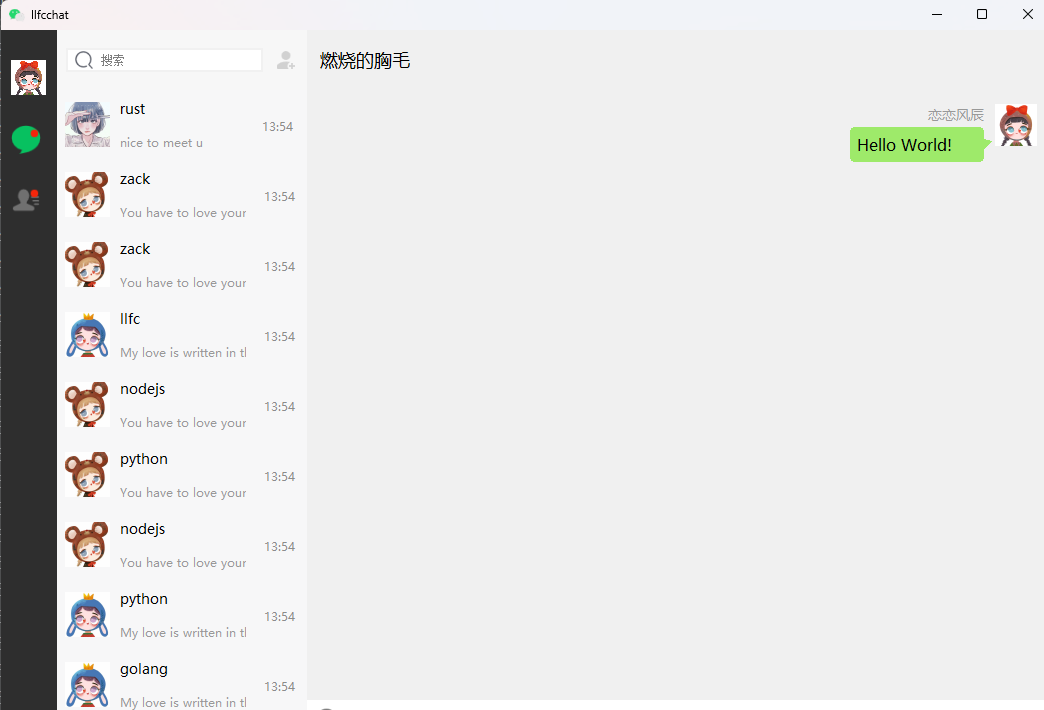 llfcchat
搜索
rust
13:54
nice to meet u
zack
13:54
You have to love your
zack
13:54
You have to love your
llfc
13:54
My love is written in tl
nodejs
13:54
You have to love your
python
13:54
You have to love your
nodejs
13:54
You have to love your
python
13:54
My love is written in tl
golang
13:54
My love is written in tl
燃烧的胸毛
恋恋风辰
Hello World!